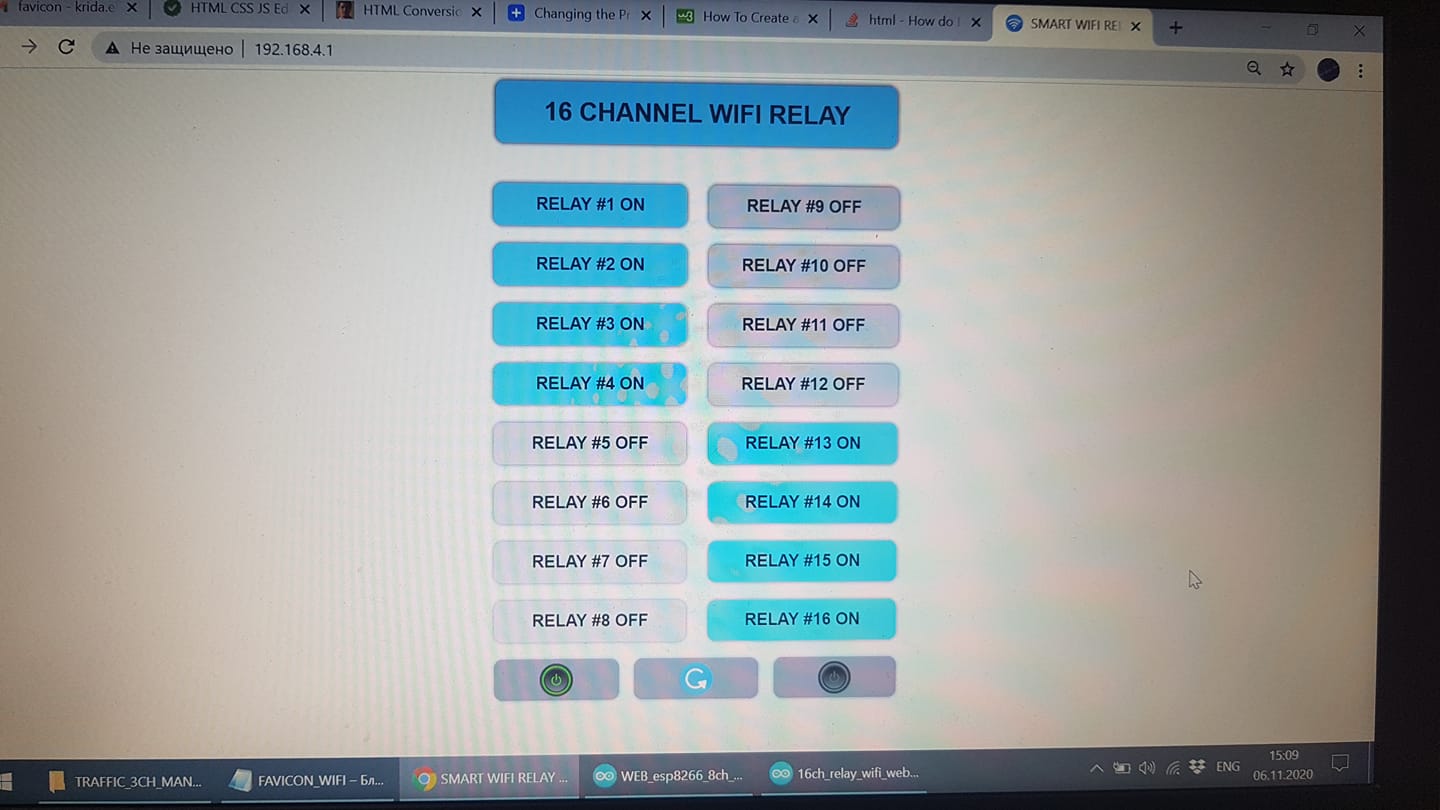 favicon - krida.e
HTML CSS JS Ed
HTML Conversic
Changing the Pr
How To Create a
html - How do I
SMART WIFI REL
Не защищено | 192.168.4.1
16 CHANNEL WIFI RELAY
RELAY #1 ON
RELAY #9 OFF
RELAY #2 ON
RELAY #10 OFF
RELAY #3 ON
RELAY #11 OFF
RELAY #4 ON
RELAY #12 OFF
RELAY #5 OFF
RELAY #13 ON
RELAY #6 OFF
RELAY #14 ON
RELAY #7 OFF
RELAY #15 ON
RELAY #8 OFF
RELAY #16 ON
TRAFFIC_3CH_MAN...
FAVICON_WIFI – Бл...
SMART WIFI RELAY ...
WEB_esp8266_8ch_...
16ch_relay_wifi_web...
ENG
15:09
06.11.2020